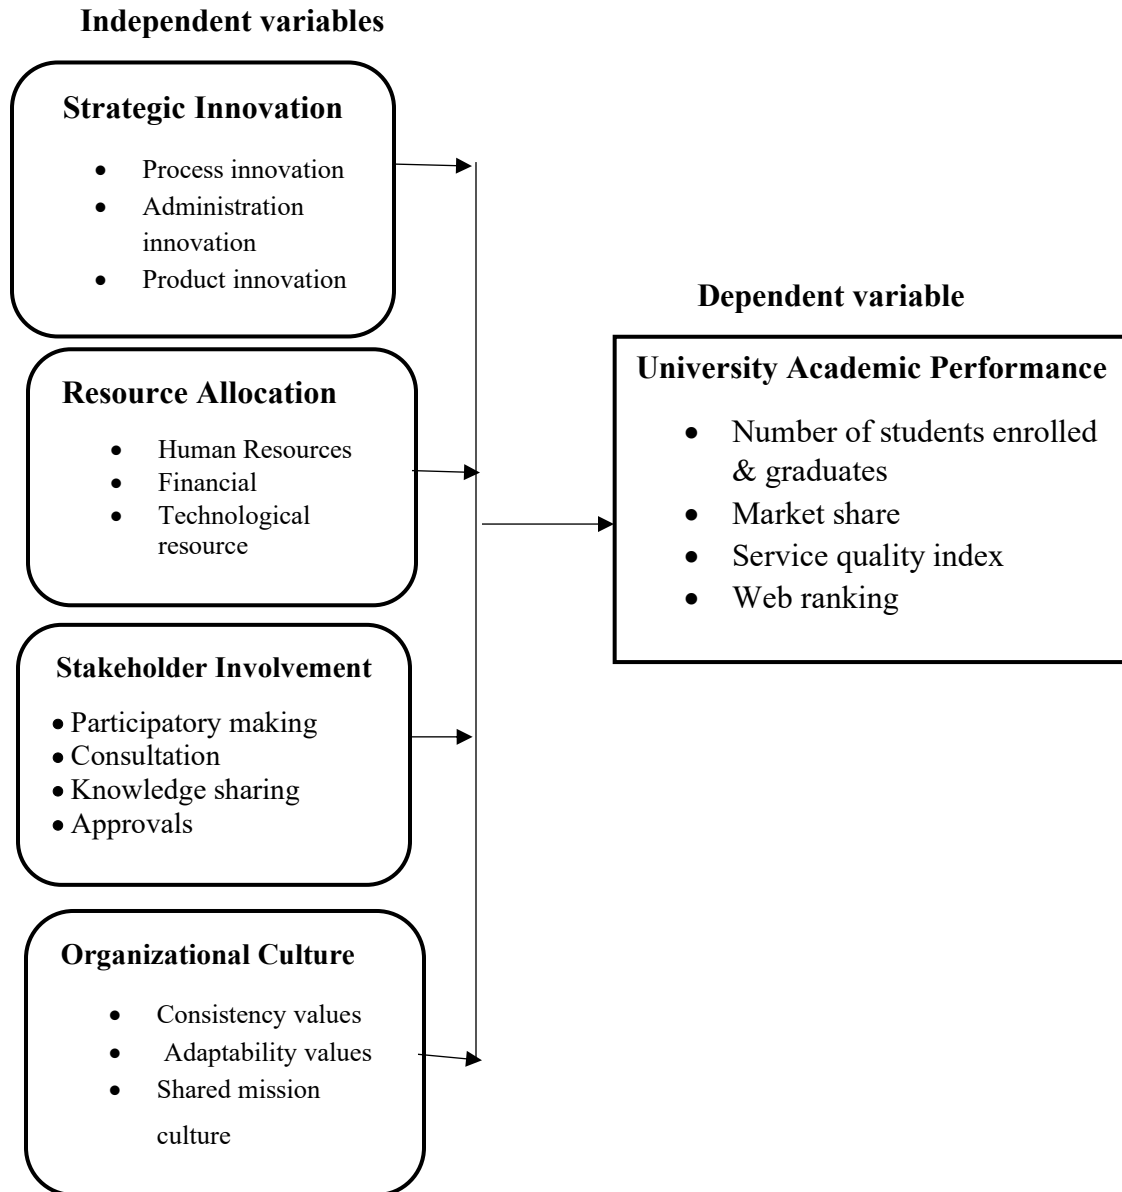 Independent variables
Strategic Innovation
• Process innovation
• Administration
innovation
• Product innovation
Resource Allocation
• Human Resources
• Financial
• Technological
resource
Stakeholder Involvement
• Participatory making
• Consultation
• Knowledge sharing
• Approvals
Organizational Culture
• Consistency values
• Adaptability values
• Shared mission
culture
Dependent variable
University Academic Performance
• Number of students enrolled
& graduates
• Market share
• Service quality index
• Web ranking